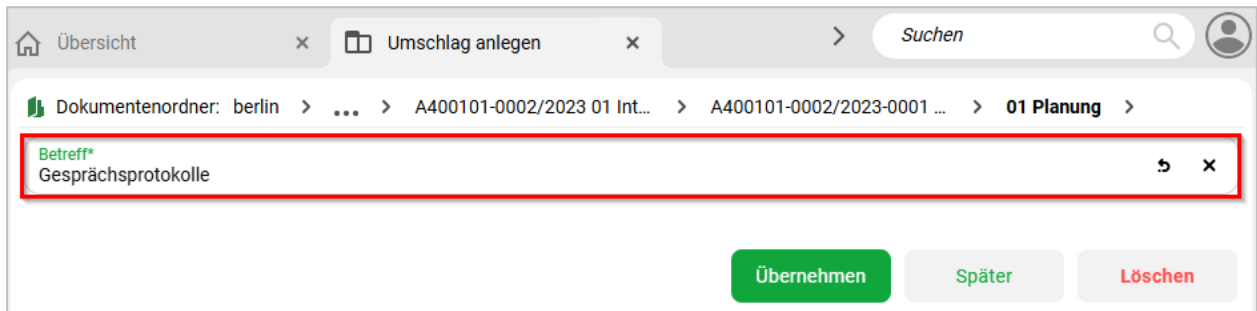 Übersicht
Umschlag anlegen
Suchen
Dokumentenordner: berlin > ... > A400101-0002/2023 01 Int... > A400101-0002/2023-0001 ... > 01 Planung >
Betreff*
Gesprächsprotokolle
Übernehmen
Später
Löschen